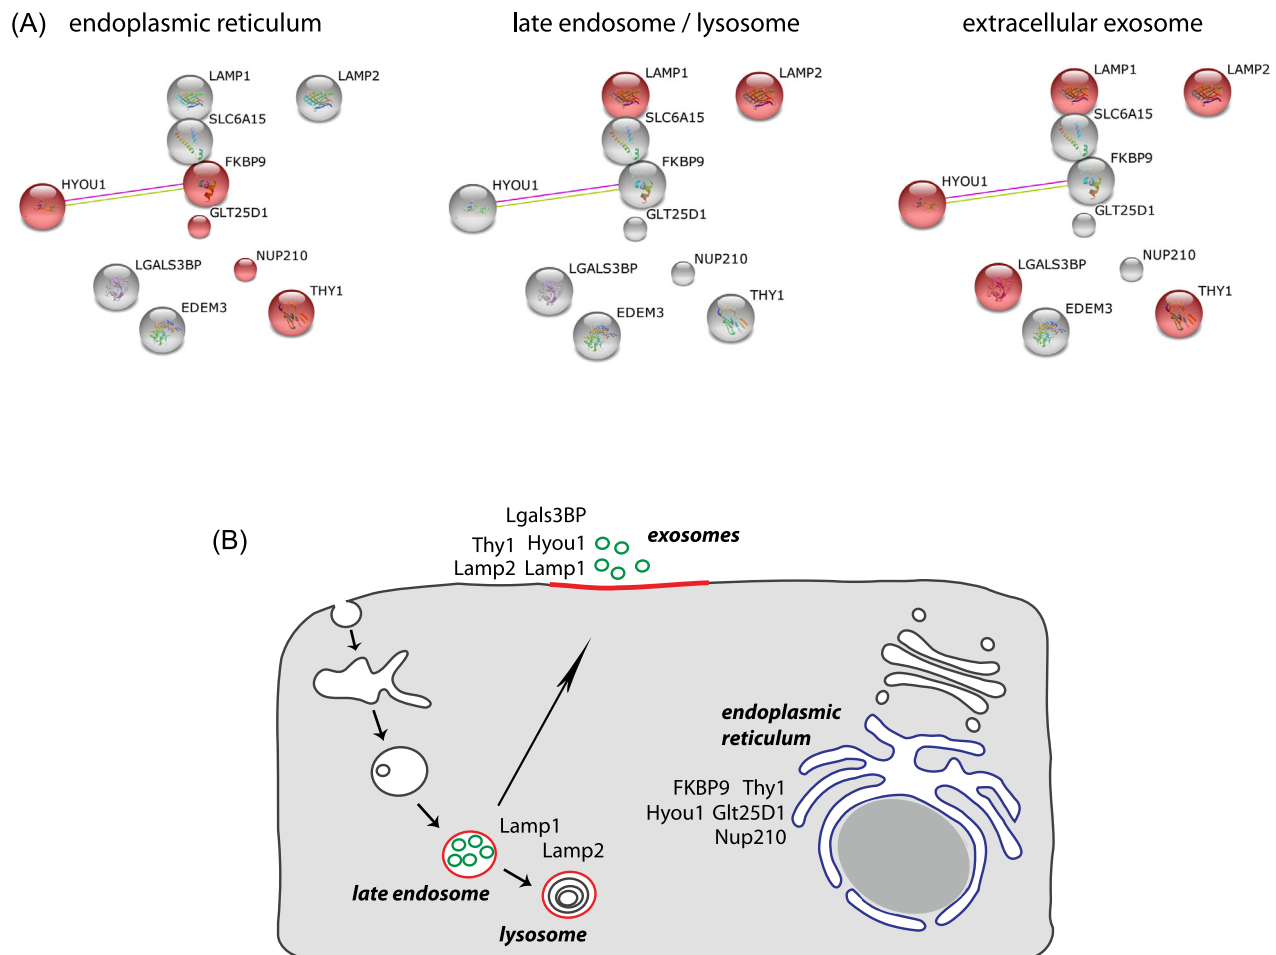 (A) endoplasmic reticulum late endosome / lysosome extracellular exosome
LAMP1 LAMP2
SLC6A15
FKBP9
HYOU1
GLT25D1
NUP210
LGALS3BP
THY1
EDEM3
LAMP1 LAMP2
SLC6A15
FKBP9
HYOU1
GLT25D1
NUP210
LGALS3BP
THY1
EDEM3
LAMP1 LAMP2
SLC6A15
FKBP9
HYOU1
GLT25D1
NUP210
LGALS3BP
THY1
EDEM3
(B)
Lgals3BP
Thy1 Hyou1 exosomes
Lamp2 Lamp1
endoplasmic
reticulum
FKBP9 Thy1
Hyou1 Glt25D1
Nup210
Lamp1
Lamp2
late endosome
lysosome